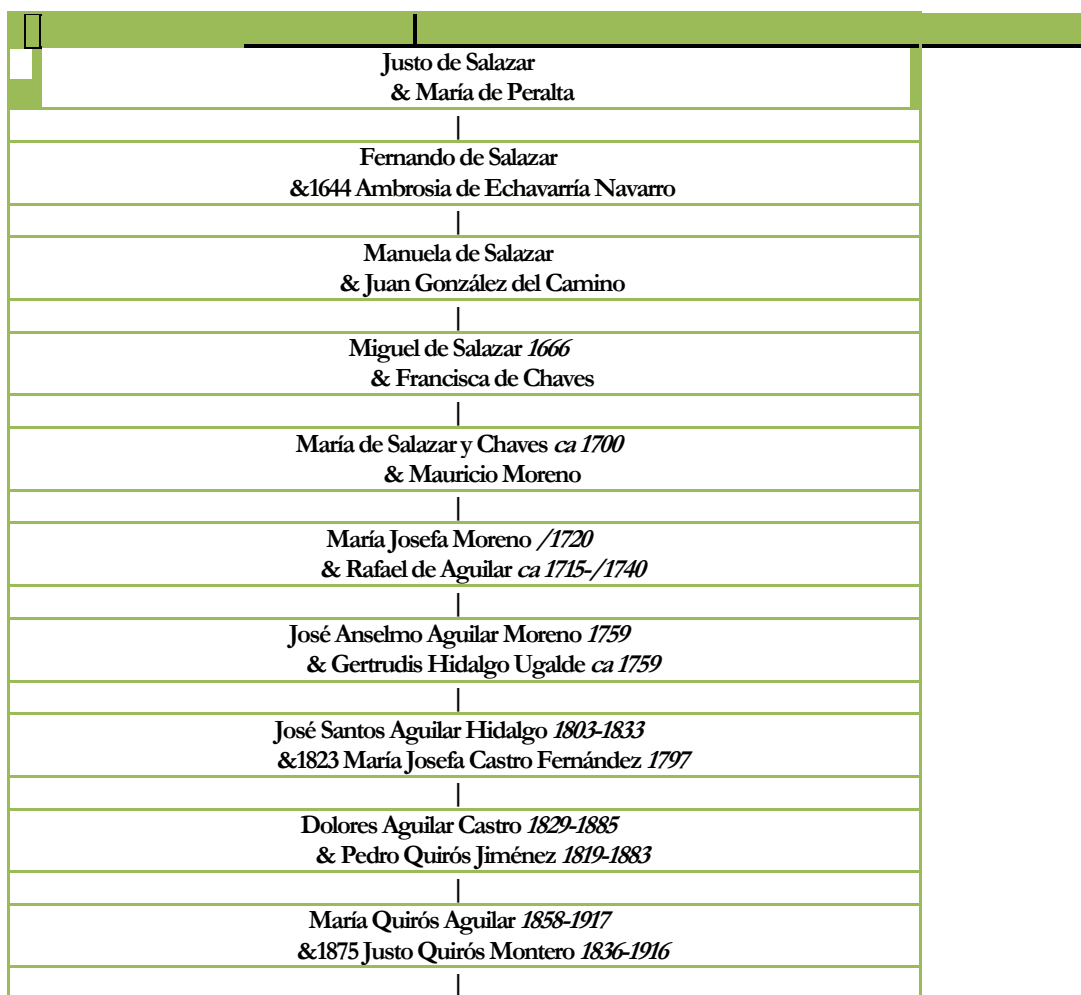 Justo de Salazar
& María de Peralta
|
Fernando de Salazar
&1644 Ambrosia de Echavarría Navarro
|
Manuela de Salazar
& Juan González del Camino
|
Miguel de Salazar 1666
& Francisca de Chaves
|
María de Salazar y Chaves ca 1700
& Mauricio Moreno
|
María Josefa Moreno /1720
& Rafael de Aguilar ca 1715-/1740
|
José Anselmo Aguilar Moreno 1759
& Gertrudis Hidalgo Ugalde ca 1759
|
José Santos Aguilar Hidalgo 1803-1833
&1823 María Josefa Castro Fernández 1797
|
Dolores Aguilar Castro 1829-1885
& Pedro Quirós Jiménez 1819-1883
|
María Quirós Aguilar 1858-1917
&1875 Justo Quirós Montero 1836-1916
|